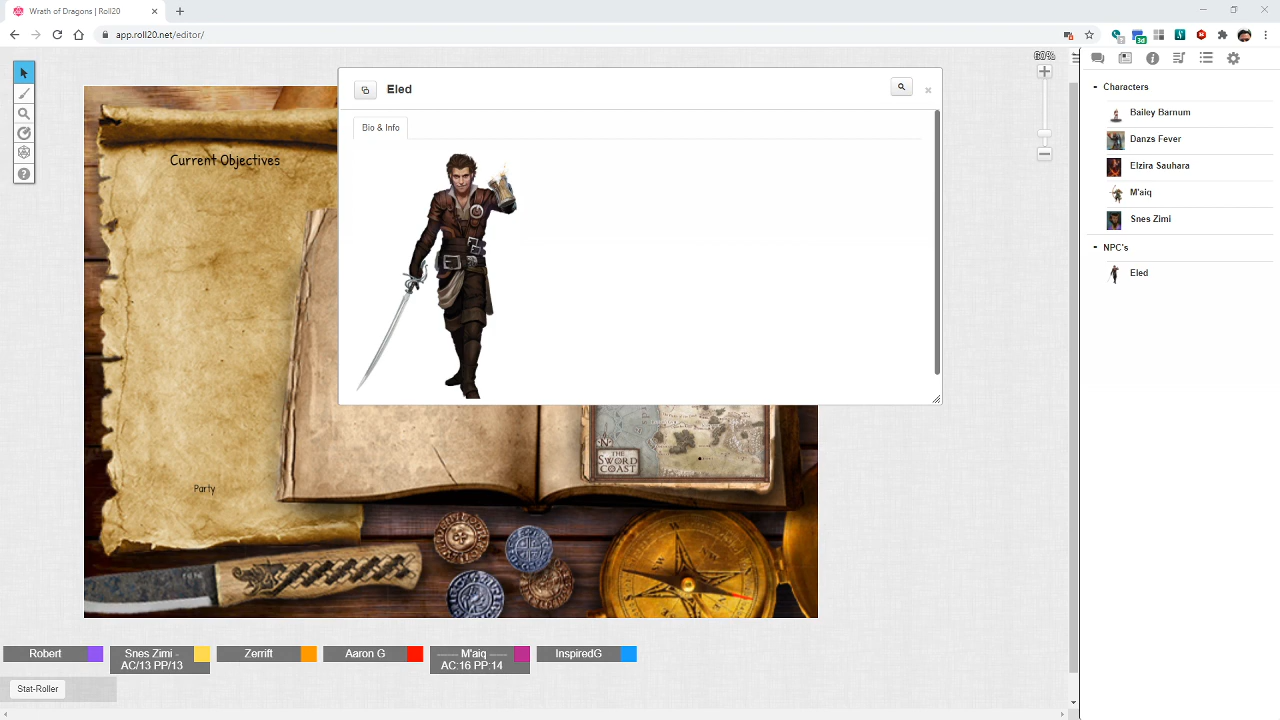 Wrath of Dragons | Roll20
app.roll20.net/editor/
60%
Eled
Bio & Info
Current Objectives
Party
THE
SWORD
COAST
Characters
Bailey Barnum
Danzs Fever
Elzira Sauhara
M'aiq
Snes Zimi
NPC's
Eled
Robert
Snes Zimi -
AC/13 PP/13
Zerrift
Aaron G
------ M'aiq ------
AC:16 PP:14
InspiredG
Stat-Roller